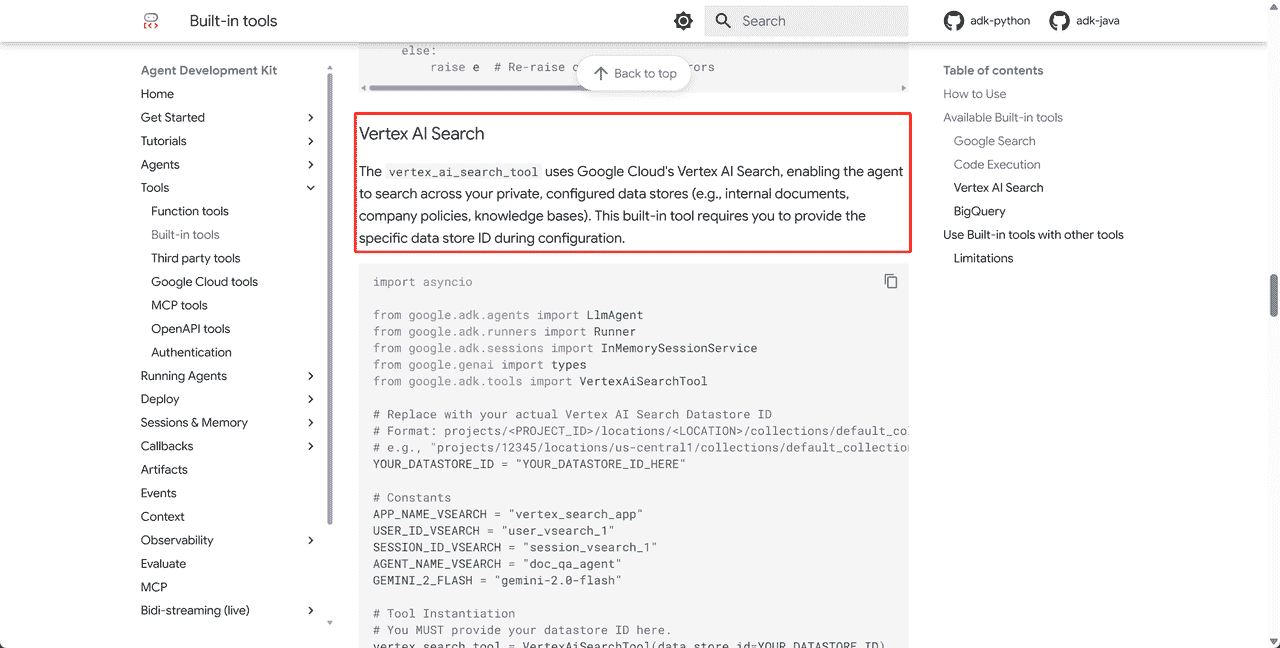 Built-in tools
Search
adk-python
adk-java
Agent Development Kit
Home
Get Started
Tutorials
Agents
Tools
Function tools
Built-in tools
Third party tools
Google Cloud tools
MCP tools
OpenAPI tools
Authentication
Running Agents
Deploy
Sessions & Memory
Callbacks
Artifacts
Events
Context
Observability
Evaluate
MCP
Bidi-streaming (live)
else:
raise e # Re-raise
rors
Back to top
Vertex AI Search
The vertex_ai_search_tool uses Google Cloud's Vertex AI Search, enabling the agent
to search across your private, configured data stores (e.g., internal documents,
company policies, knowledge bases). This built-in tool requires you to provide the
specific data store ID during configuration.
import asyncio
from google.adk.agents import LlmAgent
from google.adk.runners import Runner
from google.adk.sessions import InMemorySessionService
from google.genai import types
from google.adk.tools import VertexAiSearchTool
# Replace with your actual Vertex AI Search Datastore ID
# Format: projects/<PROJECT_ID>/locations/<LOCATION>/collections/default_co
# e.g., "projects/12345/locations/us-central1/collections/default_collection
YOUR_DATASTORE_ID = "YOUR_DATASTORE_ID_HERE"
# Constants
APP_NAME_VSEARCH = "vertex_search_app"
USER_ID_VSEARCH = "user_vsearch_1"
SESSION_ID_VSEARCH = "session_vsearch_1"
AGENT_NAME_VSEARCH = "doc_qa_agent"
GEMINI_2_FLASH = "gemini-2.0-flash"
# Tool Instantiation
# You MUST provide your datastore ID here.
vertex_search_tool = VertexAiSearchTool(data_store_id=YOUR_DATASTORE_ID)
Table of contents
How to Use
Available Built-in tools
Google Search
Code Execution
Vertex AI Search
BigQuery
Use Built-in tools with other tools
Limitations